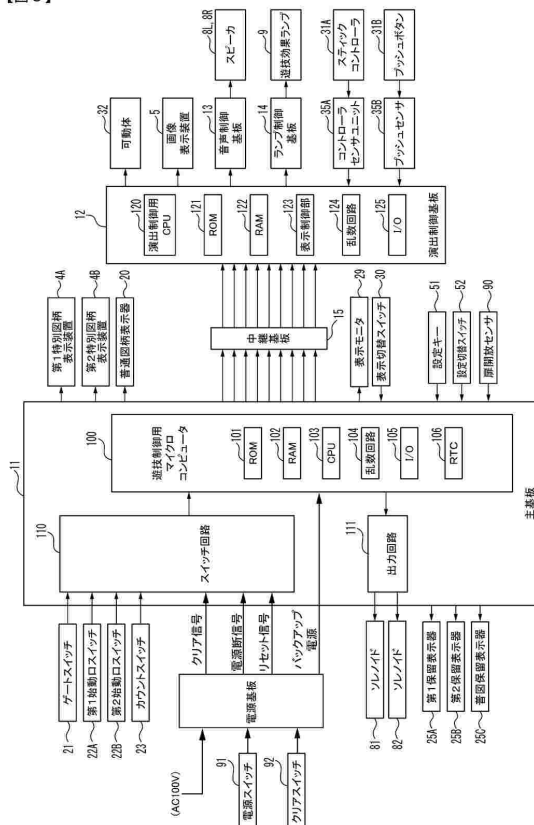 32
可動体
5
画像
表示装置
13
音声制御
基板
8L, 8R
スピーカ
14
ランプ制御
基板
9
遊技効果ランプ
35A
コントローラ
センサユニット
31A
スティック
コントローラ
35B
プッシュセンサ
31B
プッシュボタン
12
120
演出制御用
CPU
121
ROM
122
RAM
123
表示制御部
124
乱数回路
125
I/O
演出制御基板
4A
第1特別図柄
表示装置
4B
第2特別図柄
表示装置
20
普通図柄表示器
15
中継基板
29
表示モニタ
30
表示切替スイッチ
51
設定キー
52
設定切替スイッチ
90
扉開放センサ
11
100
遊技制御用
マイクロ
コンピュータ
101
ROM
102
RAM
103
CPU
104
乱数回路
105
I/O
106
RTC
主基板
110
スイッチ回路
111
出力回路
21
ゲートスイッチ
22A
第1始動口スイッチ
22B
第2始動口スイッチ
23
カウントスイッチ
クリア信号
電源断信号
リセット信号
バックアップ
電源
電源基板
(AC100V)
91
電源スイッチ
92
クリアスイッチ
81
ソレノイド
82
ソレノイド
25A
第1保留表示器
25B
第2保留表示器
25C
普図保留表示器